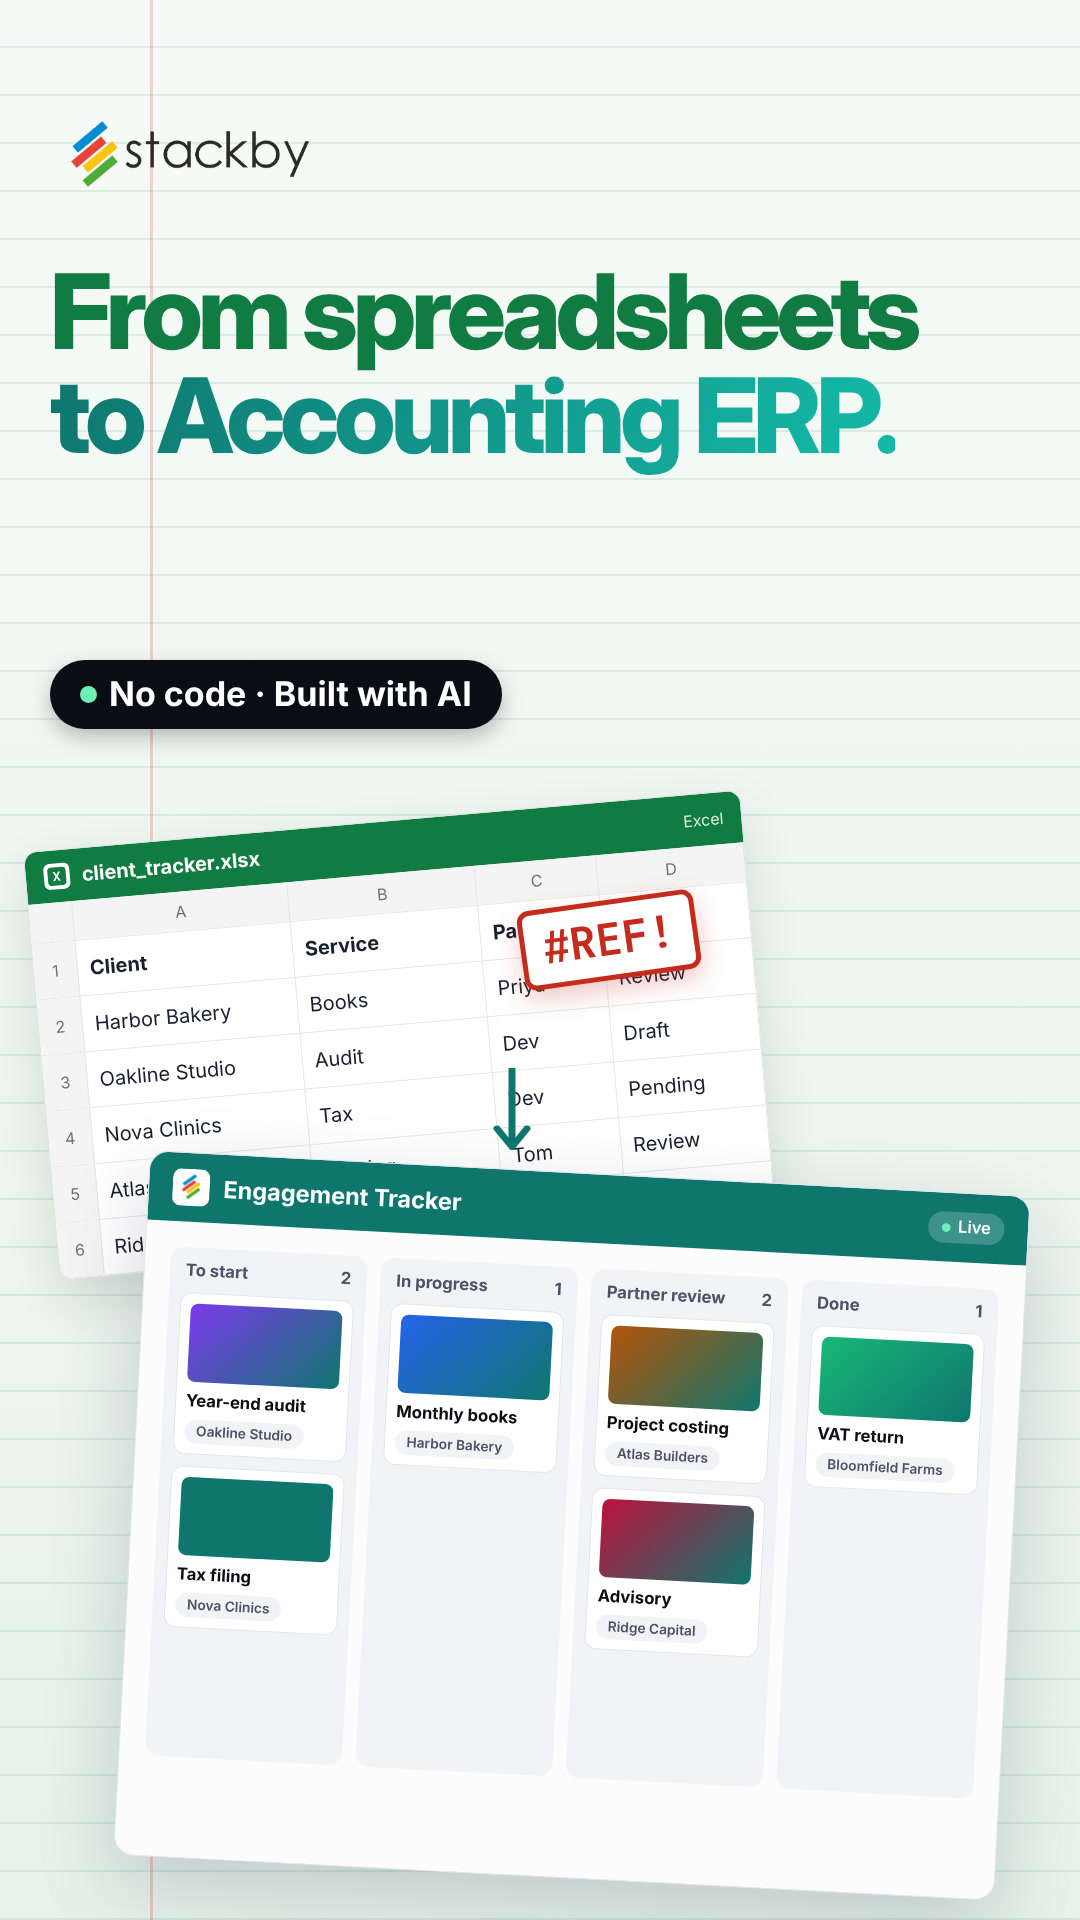 stackby
From spreadsheets
to Accounting ERP.
No code · Built with AI
X client_tracker.xlsx Excel
A B C D
1 Client Service
#REF!
2 Harbor Bakery Books Review
3 Oakline Studio Audit Dev Draft
4 Nova Clinics Tax Dev Pending
5 Tom Review
6
Engagement Tracker Live
To start 2
Year-end audit
Oakline Studio
Tax filing
Nova Clinics
In progress 1
Monthly books
Harbor Bakery
Partner review 2
Project costing
Atlas Builders
Advisory
Ridge Capital
Done 1
VAT return
Bloomfield Farms